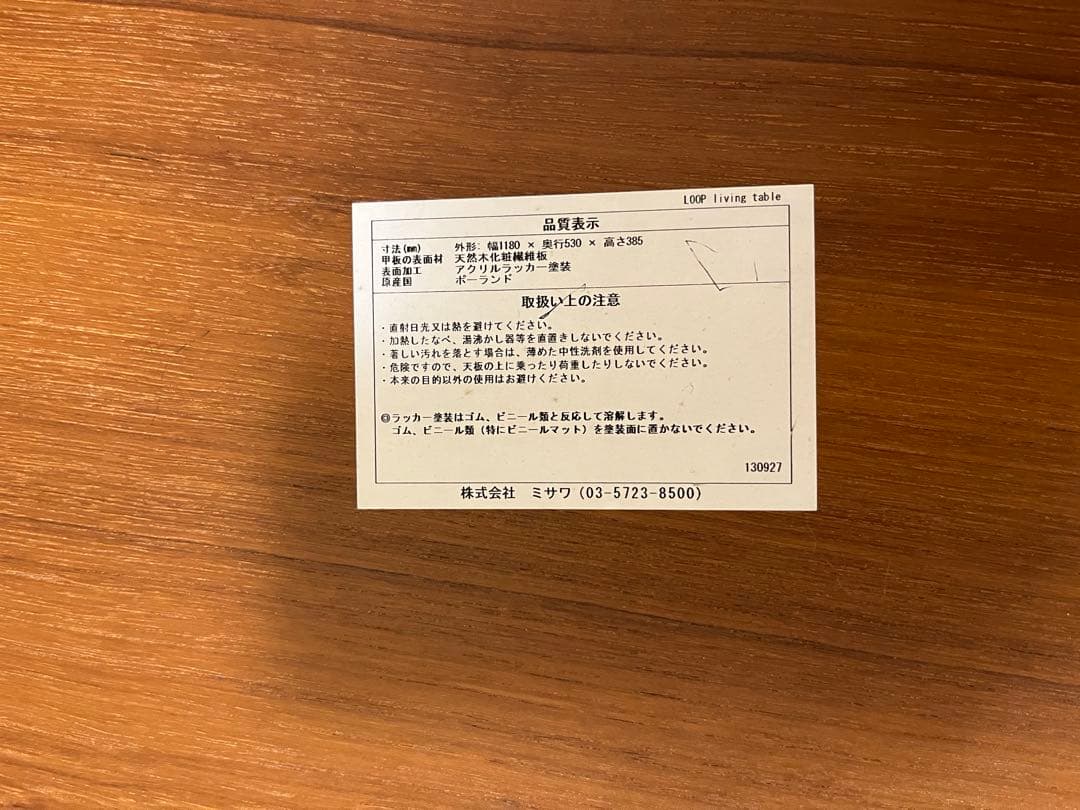 LOOP living table
品質表示
寸法(mm) 外形: 幅1180 × 奥行530 × 高さ385
甲板の表面材 天然木化粧繊維板
表面加工 アクリルラッカー塗装
原産国 ポーランド
取扱い上の注意
・直射日光又は熱を避けてください。
・加熱したなべ、湯沸かし器等を直置きしないでください。
・著しい汚れを落とす場合は、薄めた中性洗剤を使用してください。
・危険ですので、天板の上に乗ったり荷重したりしないでください。
・本来の目的以外の使用はお避けください。
◎ラッカー塗装はゴム、ビニール類と反応して溶解します。
ゴム、ビニール類（特にビニールマット）を塗装面に置かないでください。
130927
株式会社 ミサワ(03-5723-8500)